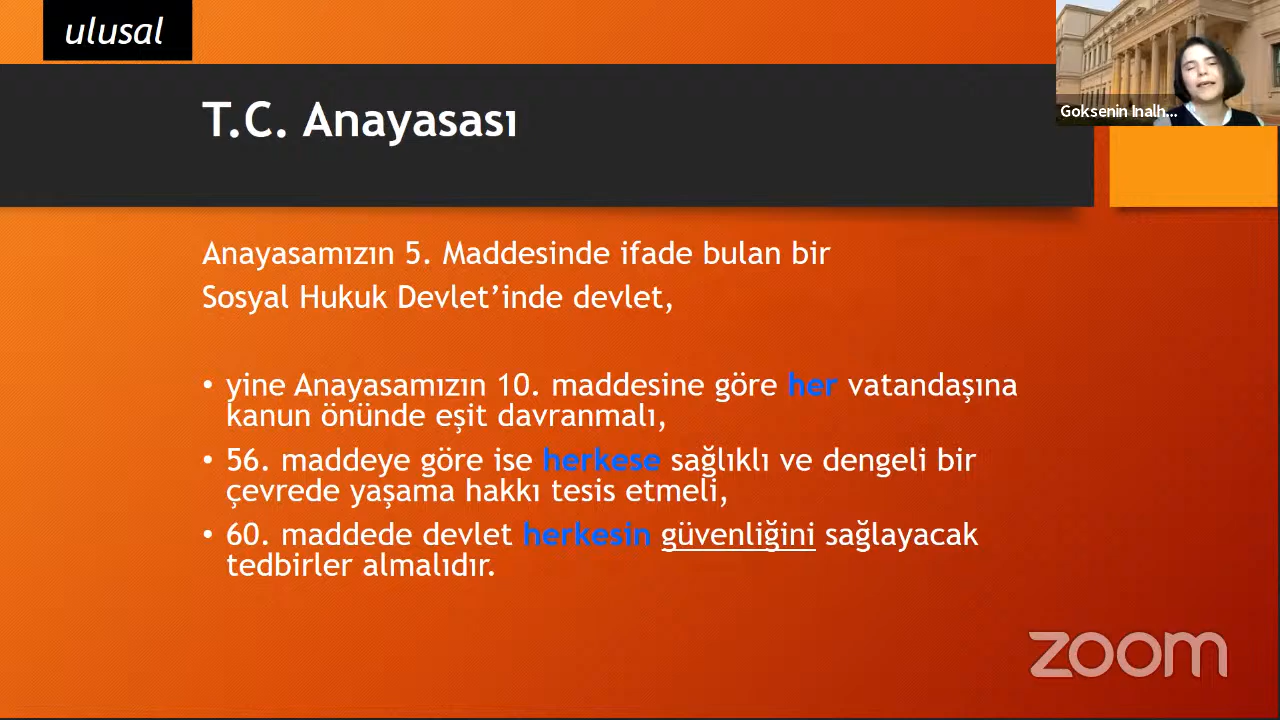 ulusal
T.C. Anayasası
Goksenin Inalh...
Anayasamızın 5. Maddesinde ifade bulan bir
Sosyal Hukuk Devlet’inde devlet,
• yine Anayasamızın 10. maddesine göre her vatandaşına
kanun önünde eşit davranmalı,
• 56. maddeye göre ise herkese sağlıklı ve dengeli bir
çevrede yaşama hakkı tesis etmeli,
• 60. maddede devlet herkesin güvenliğini sağlayacak
tedbirler almalıdır.
zoom